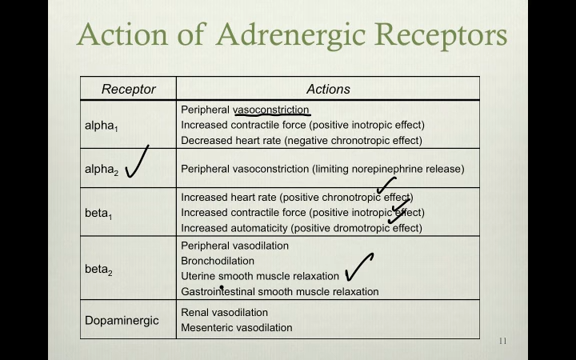 Action of Adrenergic Receptors
Receptor Actions
alpha1
Peripheral vasoconstriction
Increased contractile force (positive inotropic effect)
Decreased heart rate (negative chronotropic effect)
alpha2
Peripheral vasoconstriction (limiting norepinephrine release)
beta1
Increased heart rate (positive chronotropic effect)
Increased contractile force (positive inotropic effect)
Increased automaticity (positive dromotropic effect)
beta2
Peripheral vasodilation
Bronchodilation
Uterine smooth muscle relaxation
Gastrointestinal smooth muscle relaxation
Dopaminergic
Renal vasodilation
Mesenteric vasodilation
11